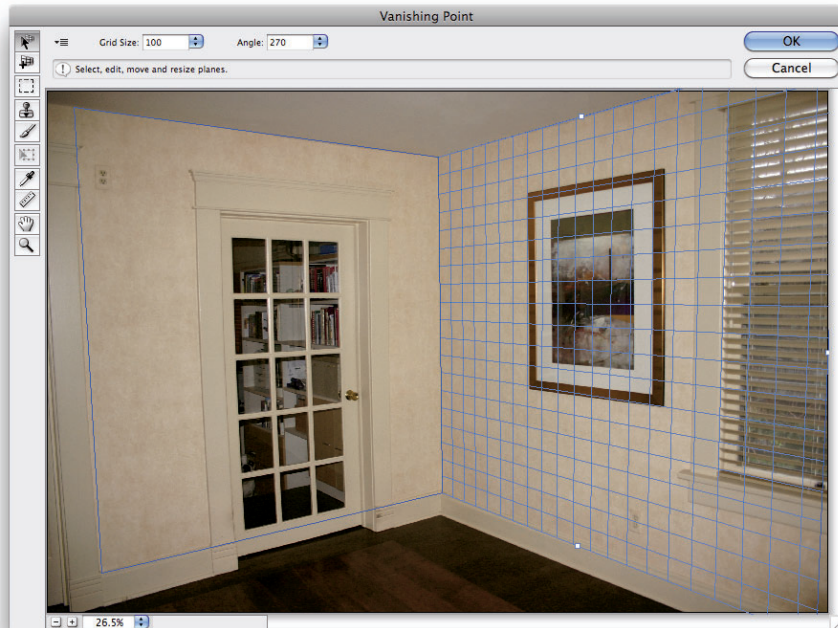 Vanishing Point
Grid Size: 100
Angle: 270
OK
Select, edit, move and resize planes.
Cancel
26.5%